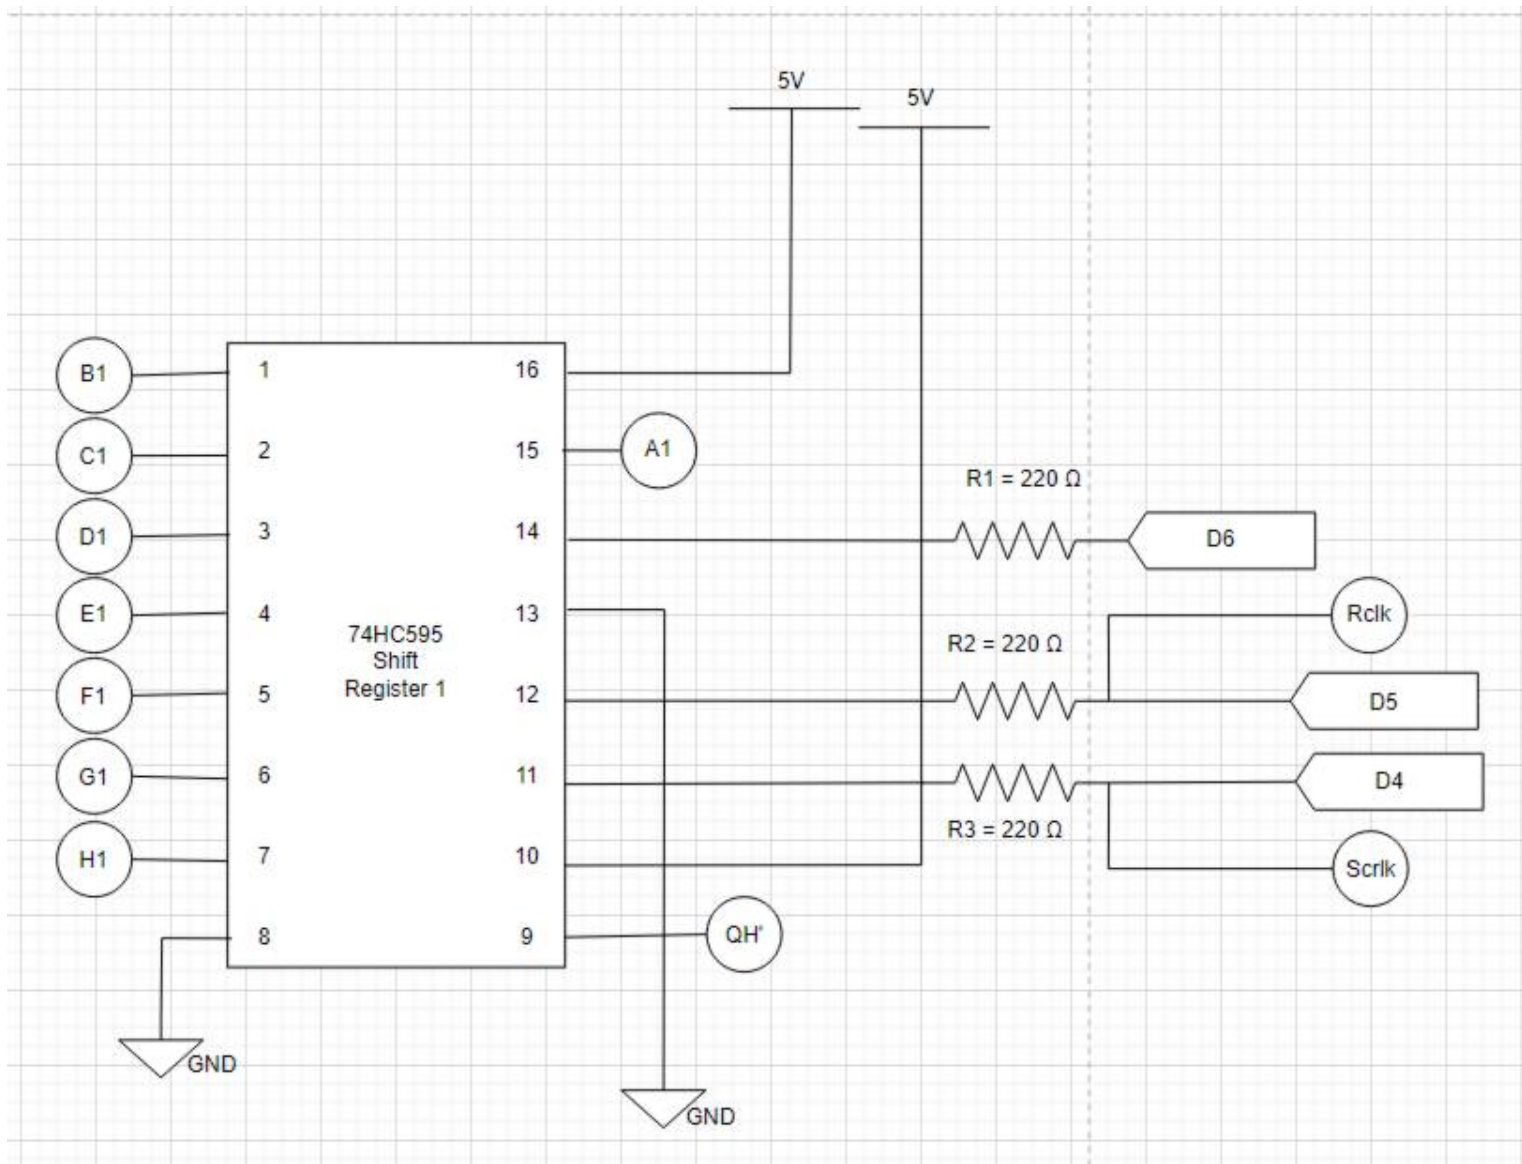 5V
5V
B1
1
16
C1
2
15
A1
R1 = 220 Ω
D1
3
14
D6
E1
4
13
Rclk
74HC595
Shift
Register 1
R2 = 220 Ω
F1
5
12
D5
G1
6
11
D4
R3 = 220 Ω
H1
7
10
Scrlk
8
9
QH'
GND
GND